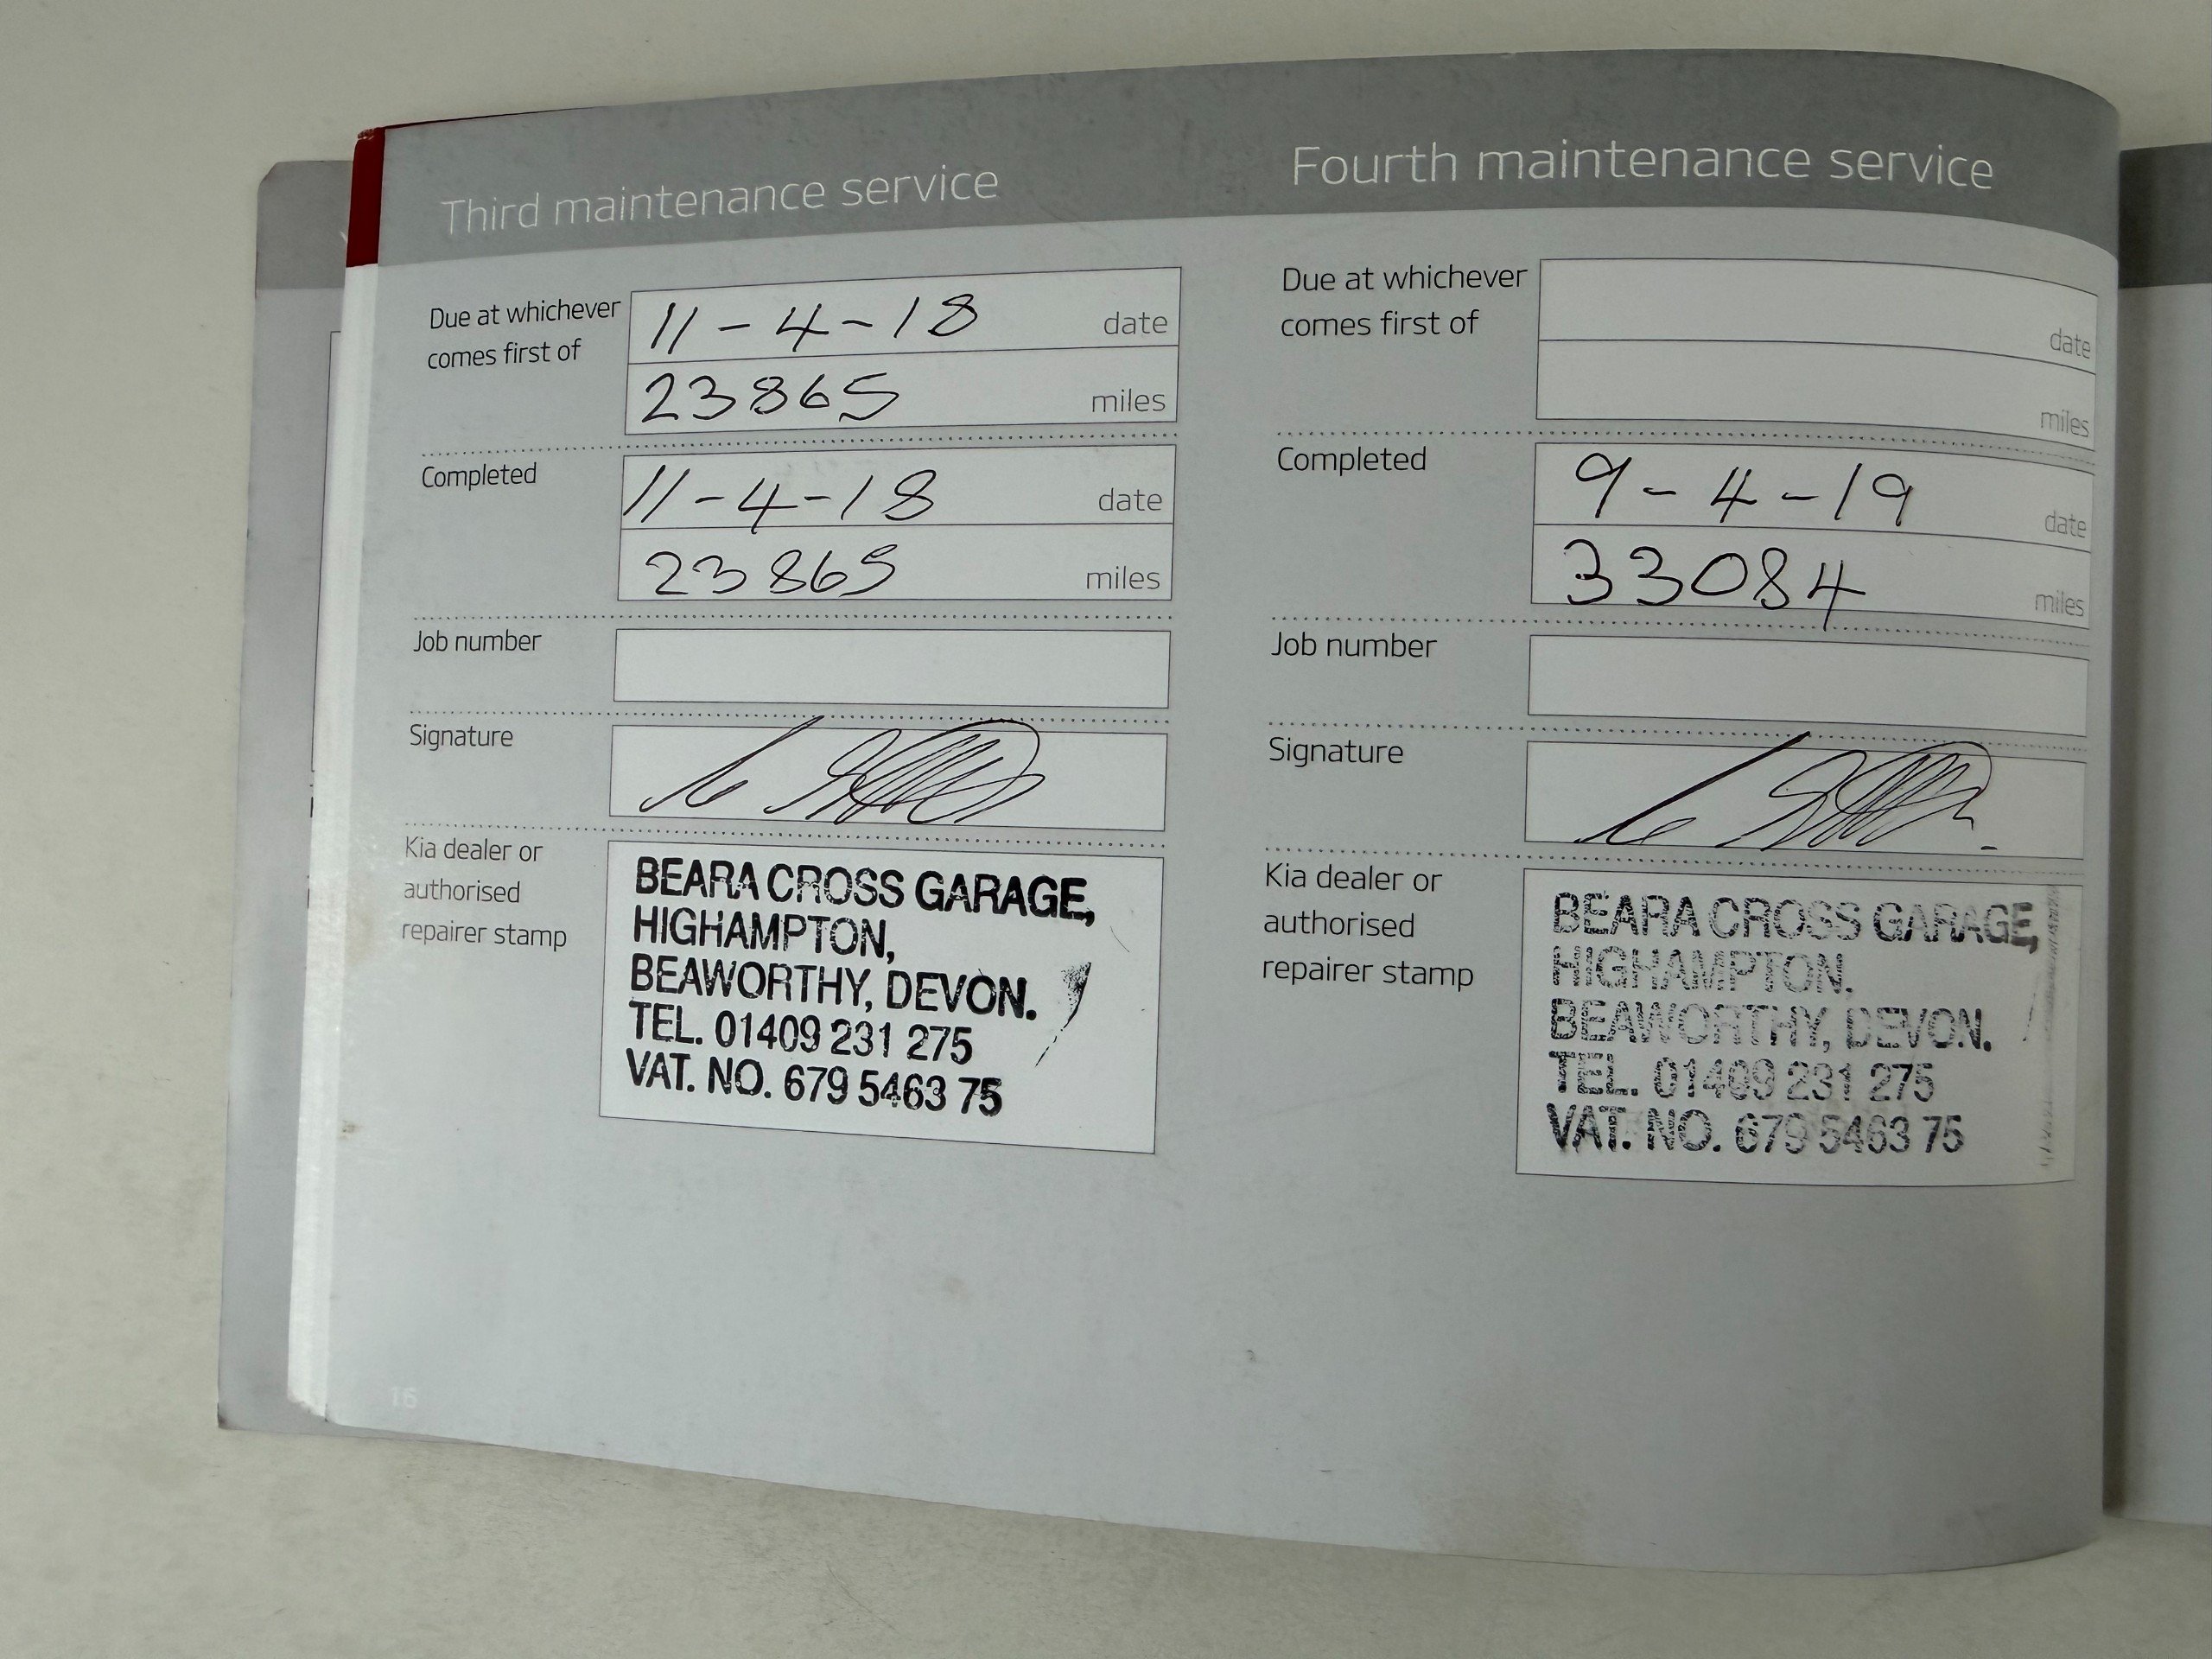 Third maintenance service
Due at whichever
comes first of
11-4-18 date
23865 miles
Completed
11-4-18 date
23865 miles
Job number
Signature
Kia dealer or
authorised
repairer stamp
BEARA CROSS GARAGE,
HIGHAMPTON,
BEAWORTHY, DEVON.
TEL. 01409 231 275
VAT. NO. 679 5463 75
16
Fourth maintenance service
Due at whichever
comes first of
date
miles
Completed
9-4-19 date
33084 miles
Job number
Signature
Kia dealer or
authorised
repairer stamp
BEARA CROSS GARAGE,
HIGHAMPTON,
BEAWORTHY, DEVON.
TEL. 01409 231 275
VAT. NO. 679 5463 75